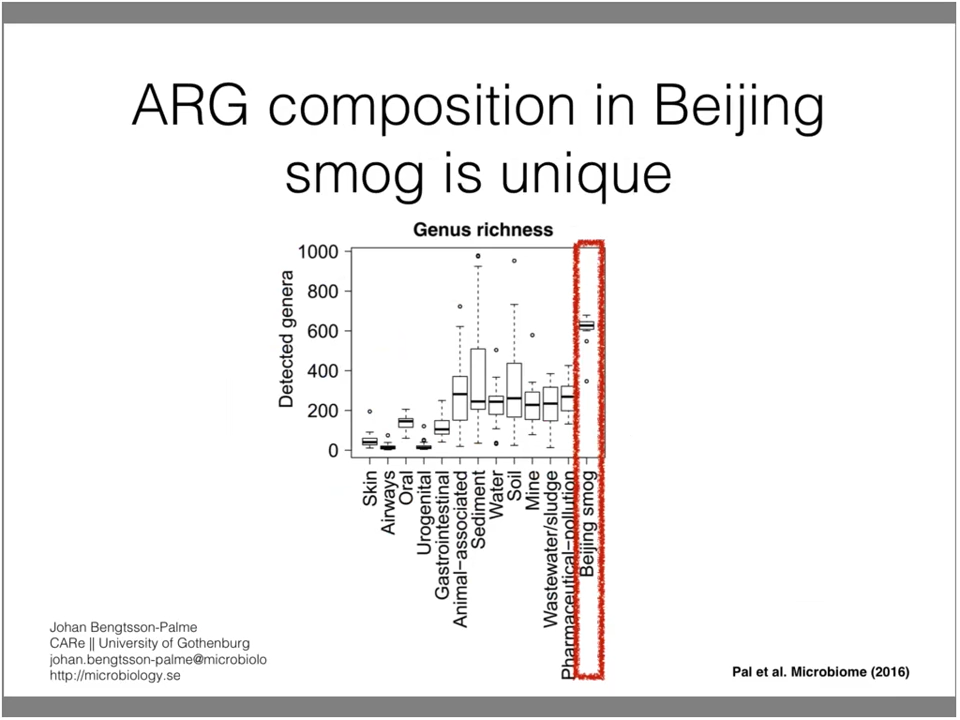 ARG composition in Beijing
smog is unique
Genus richness
Detected genera
1000
800
600
400
200
0
Skin
Airways
Oral
Urogenital
Gastrointestinal
Animal−associated
Sediment
Water
Soil
Mine
Wastewater/sludge
Pharmaceutical−pollution
Beijing smog
Johan Bengtsson-Palme
CARe || University of Gothenburg
johan.bengtsson-palme@microbiolo
http://microbiology.se
Pal et al. Microbiome (2016)